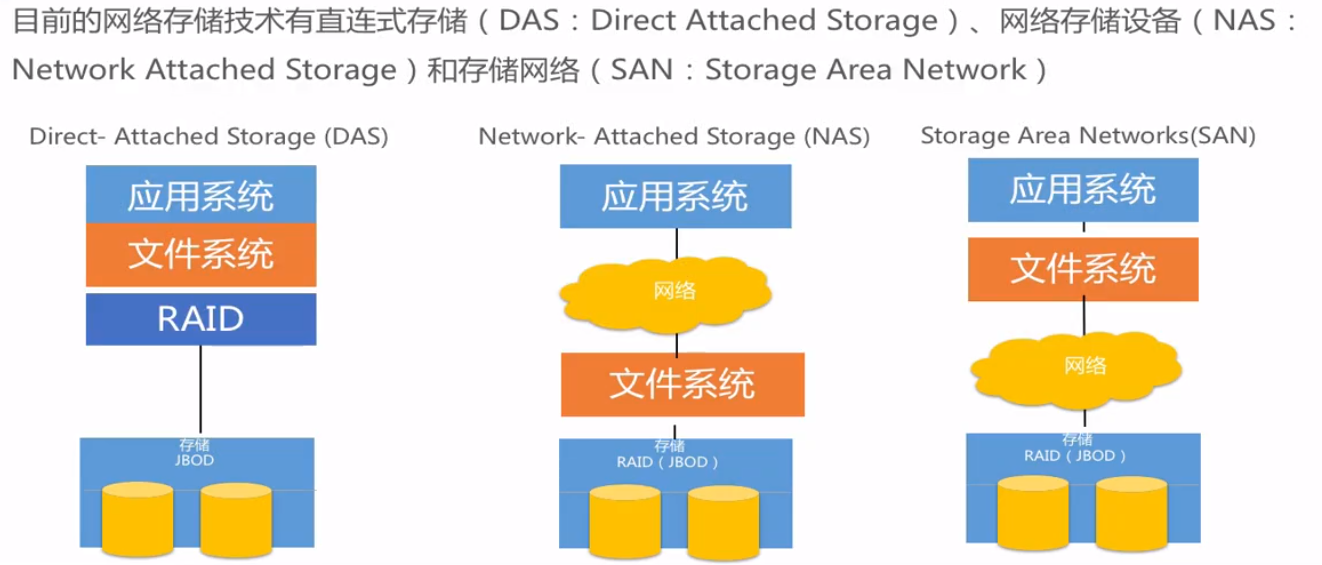 目前的网络存储技术有直连式存储（DAS：Direct Attached Storage）、网络存储设备（NAS：
Network Attached Storage）和存储网络（SAN：Storage Area Network）
Direct- Attached Storage (DAS)
应用系统
文件系统
RAID
存储
JBOD
Network- Attached Storage (NAS)
应用系统
网络
文件系统
存储
RAID（JBOD）
Storage Area Networks(SAN)
应用系统
文件系统
网络
存储
RAID（JBOD）